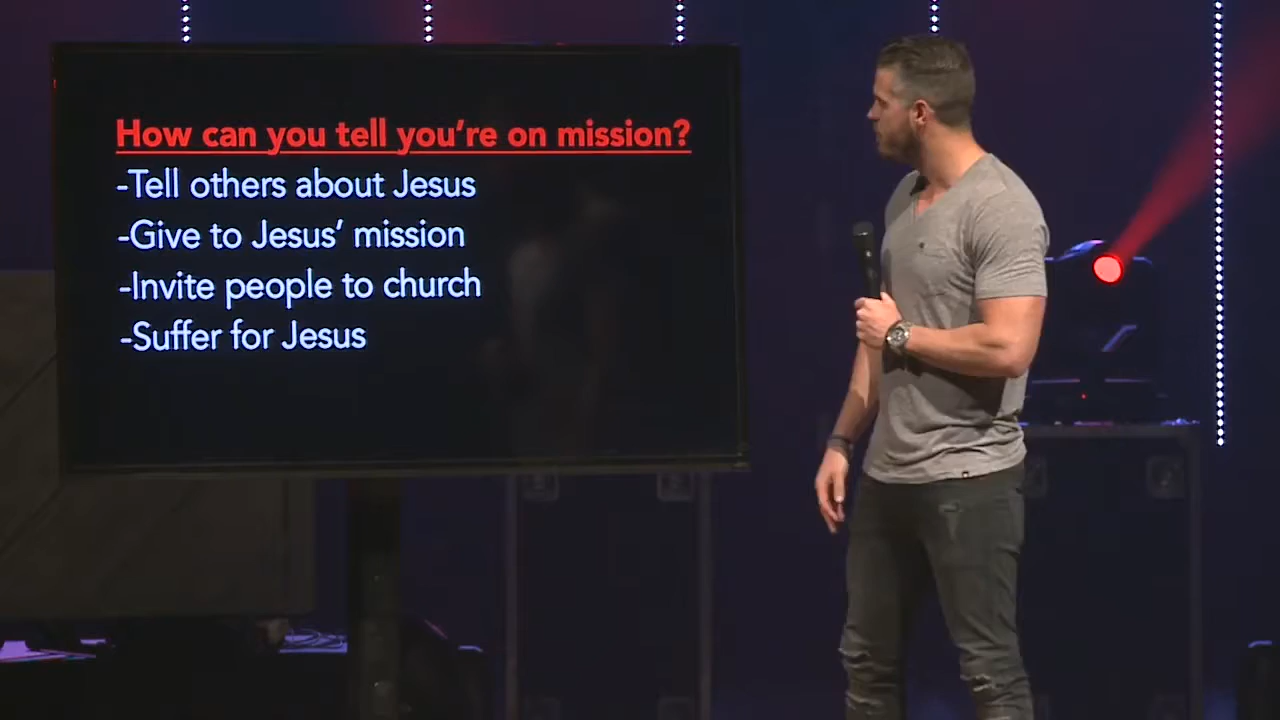 How can you tell you're on mission?
-Tell others about Jesus
-Give to Jesus' mission
-Invite people to church
-Suffer for Jesus